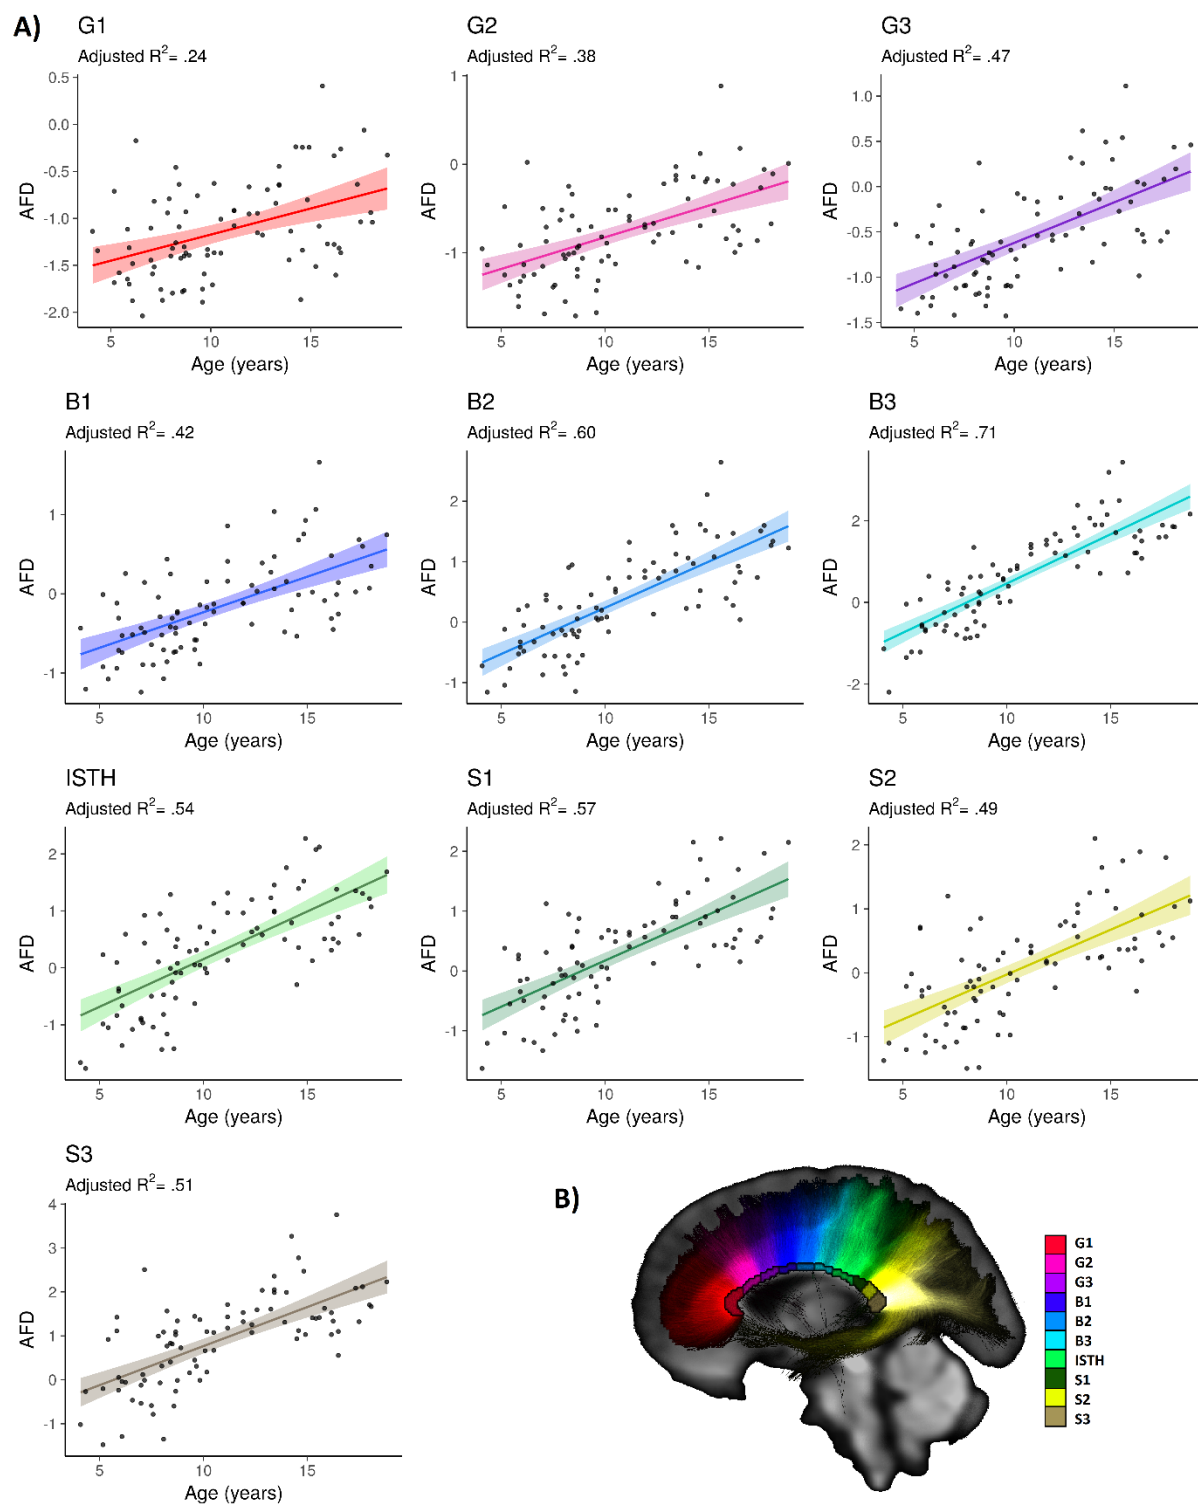 A)
G1
Adjusted R2= .24
0.5
0.0
-0.5
-1.0
-1.5
-2.0
AFD
5 10 15
Age (years)
G2
Adjusted R2= .38
1
0
-1
AFD
5 10 15
Age (years)
G3
Adjusted R2= .47
1.0
0.5
0.0
-0.5
-1.0
-1.5
AFD
5 10 15
Age (years)
B1
Adjusted R2= .42
1
0
-1
AFD
5 10 15
Age (years)
B2
Adjusted R2= .60
2
1
0
-1
AFD
5 10 15
Age (years)
B3
Adjusted R2= .71
2
0
-2
AFD
5 10 15
Age (years)
ISTH
Adjusted R2= .54
2
1
0
-1
AFD
5 10 15
Age (years)
S1
Adjusted R2= .57
2
1
0
-1
AFD
5 10 15
Age (years)
S2
Adjusted R2= .49
2
1
0
-1
AFD
5 10 15
Age (years)
S3
Adjusted R2= .51
4
3
2
1
0
-1
AFD
5 10 15
Age (years)
B)
G1
G2
G3
B1
B2
B3
ISTH
S1
S2
S3